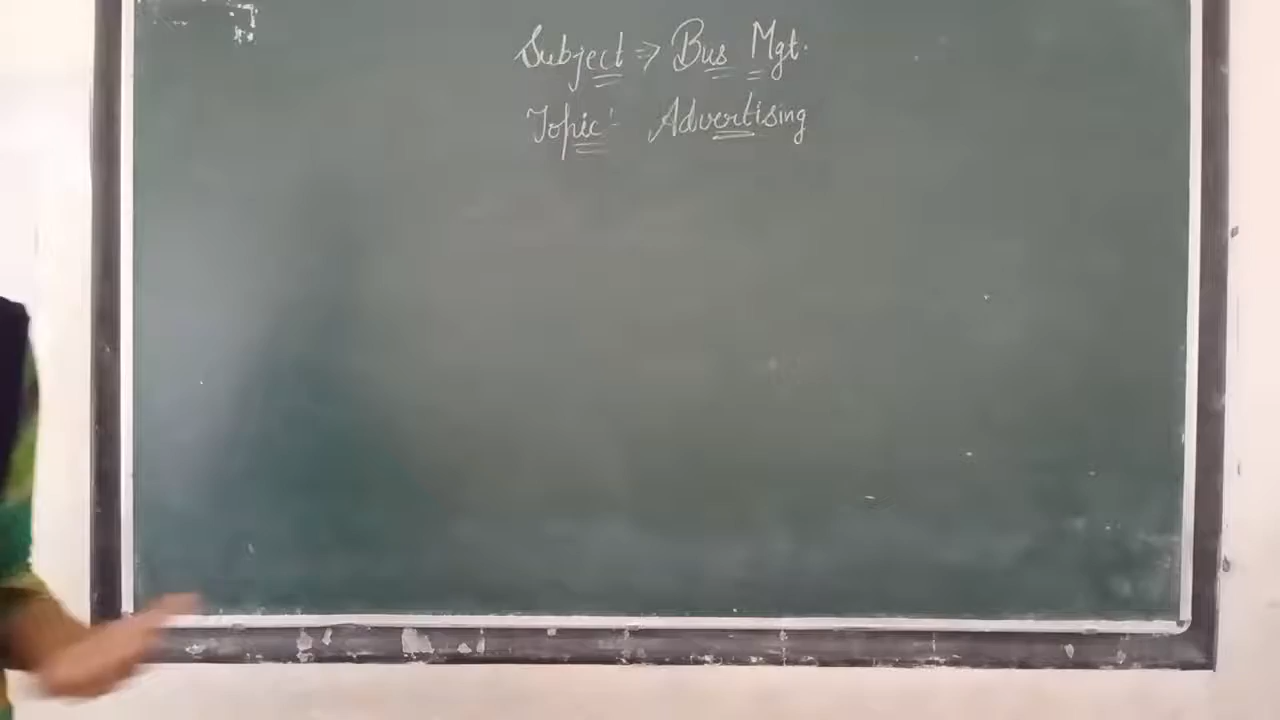 Subject => Bus Mgt.
Topic :- Advertising